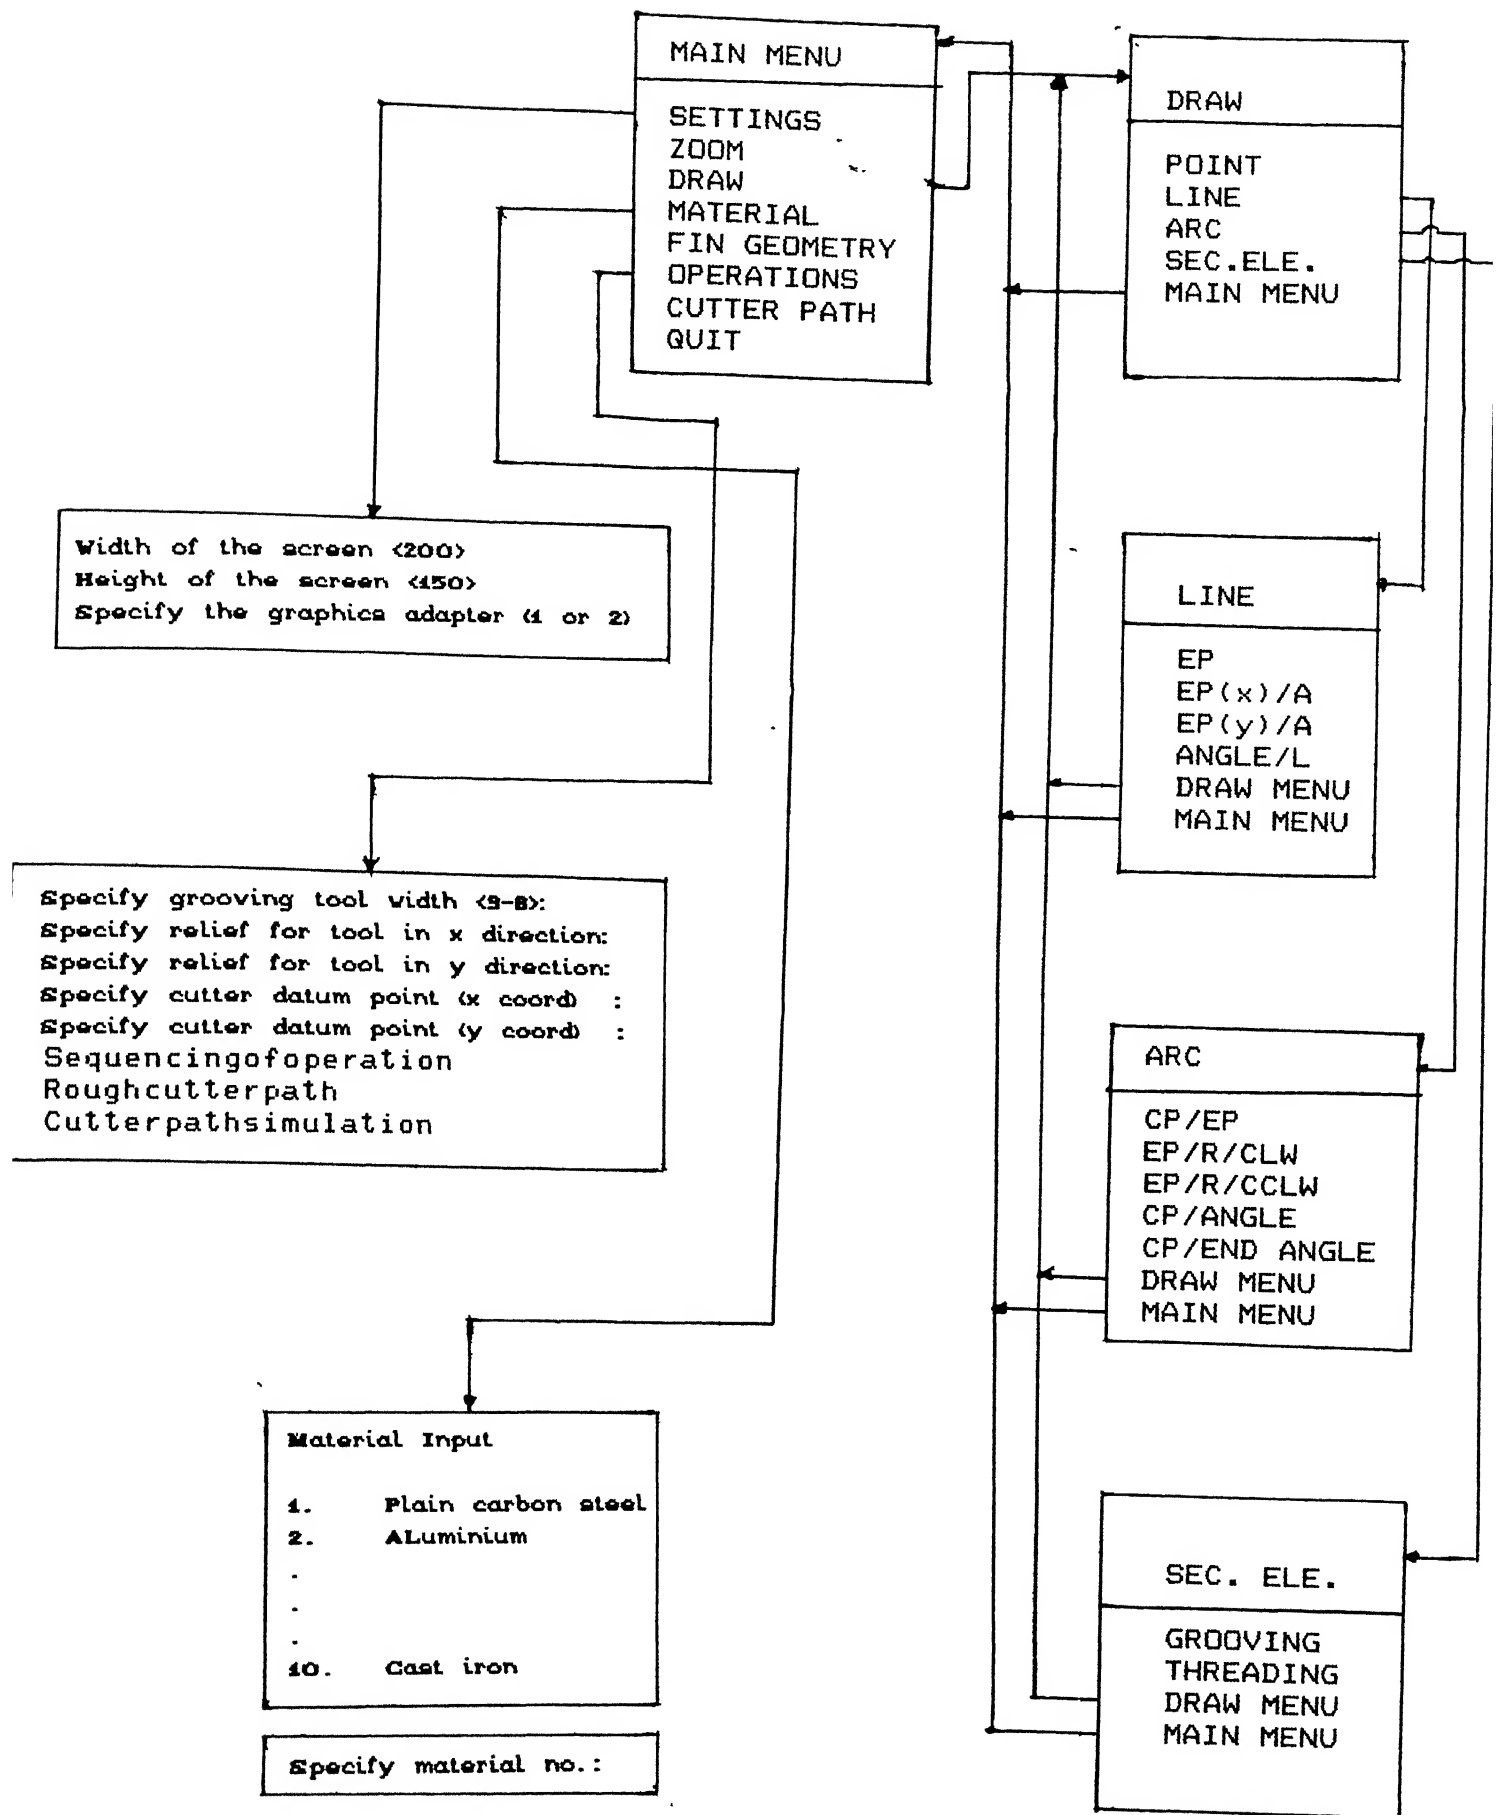 MAIN MENU
SETTINGS
ZOOM
DRAW
MATERIAL
FIN GEOMETRY
OPERATIONS
CUTTER PATH
QUIT
DRAW
POINT
LINE
ARC
SEC.ELE.
MAIN MENU
Width of the screen <200>
Height of the screen <150>
Specify the graphics adapter (1 or 2)
LINE
EP
EP(x)/A
EP(y)/A
ANGLE/L
DRAW MENU
MAIN MENU
Specify grooving tool width
Specify relief for tool in x direction:
Specify relief for tool in y direction:
Specify cutter datum point (x coord) :
Specify cutter datum point (y coord) :
Sequencingofoperation
Roughcutterpath
Cutterpathsimulation
ARC
CP/EP
EP/R/CLW
EP/R/CCLW
CP/ANGLE
CP/END ANGLE
DRAW MENU
MAIN MENU
Material Input
1. Plain carbon steel
2. ALuminium
.
.
.
10. Cast iron
Specify material no.:
SEC. ELE.
GROOVING
THREADING
DRAW MENU
MAIN MENU